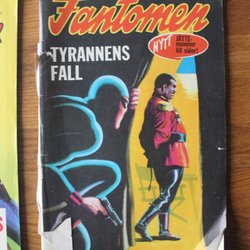 Fantomen
TYRANNENS
FALL
NYTT
JÄTTE-
nummer
68 sidor!
S